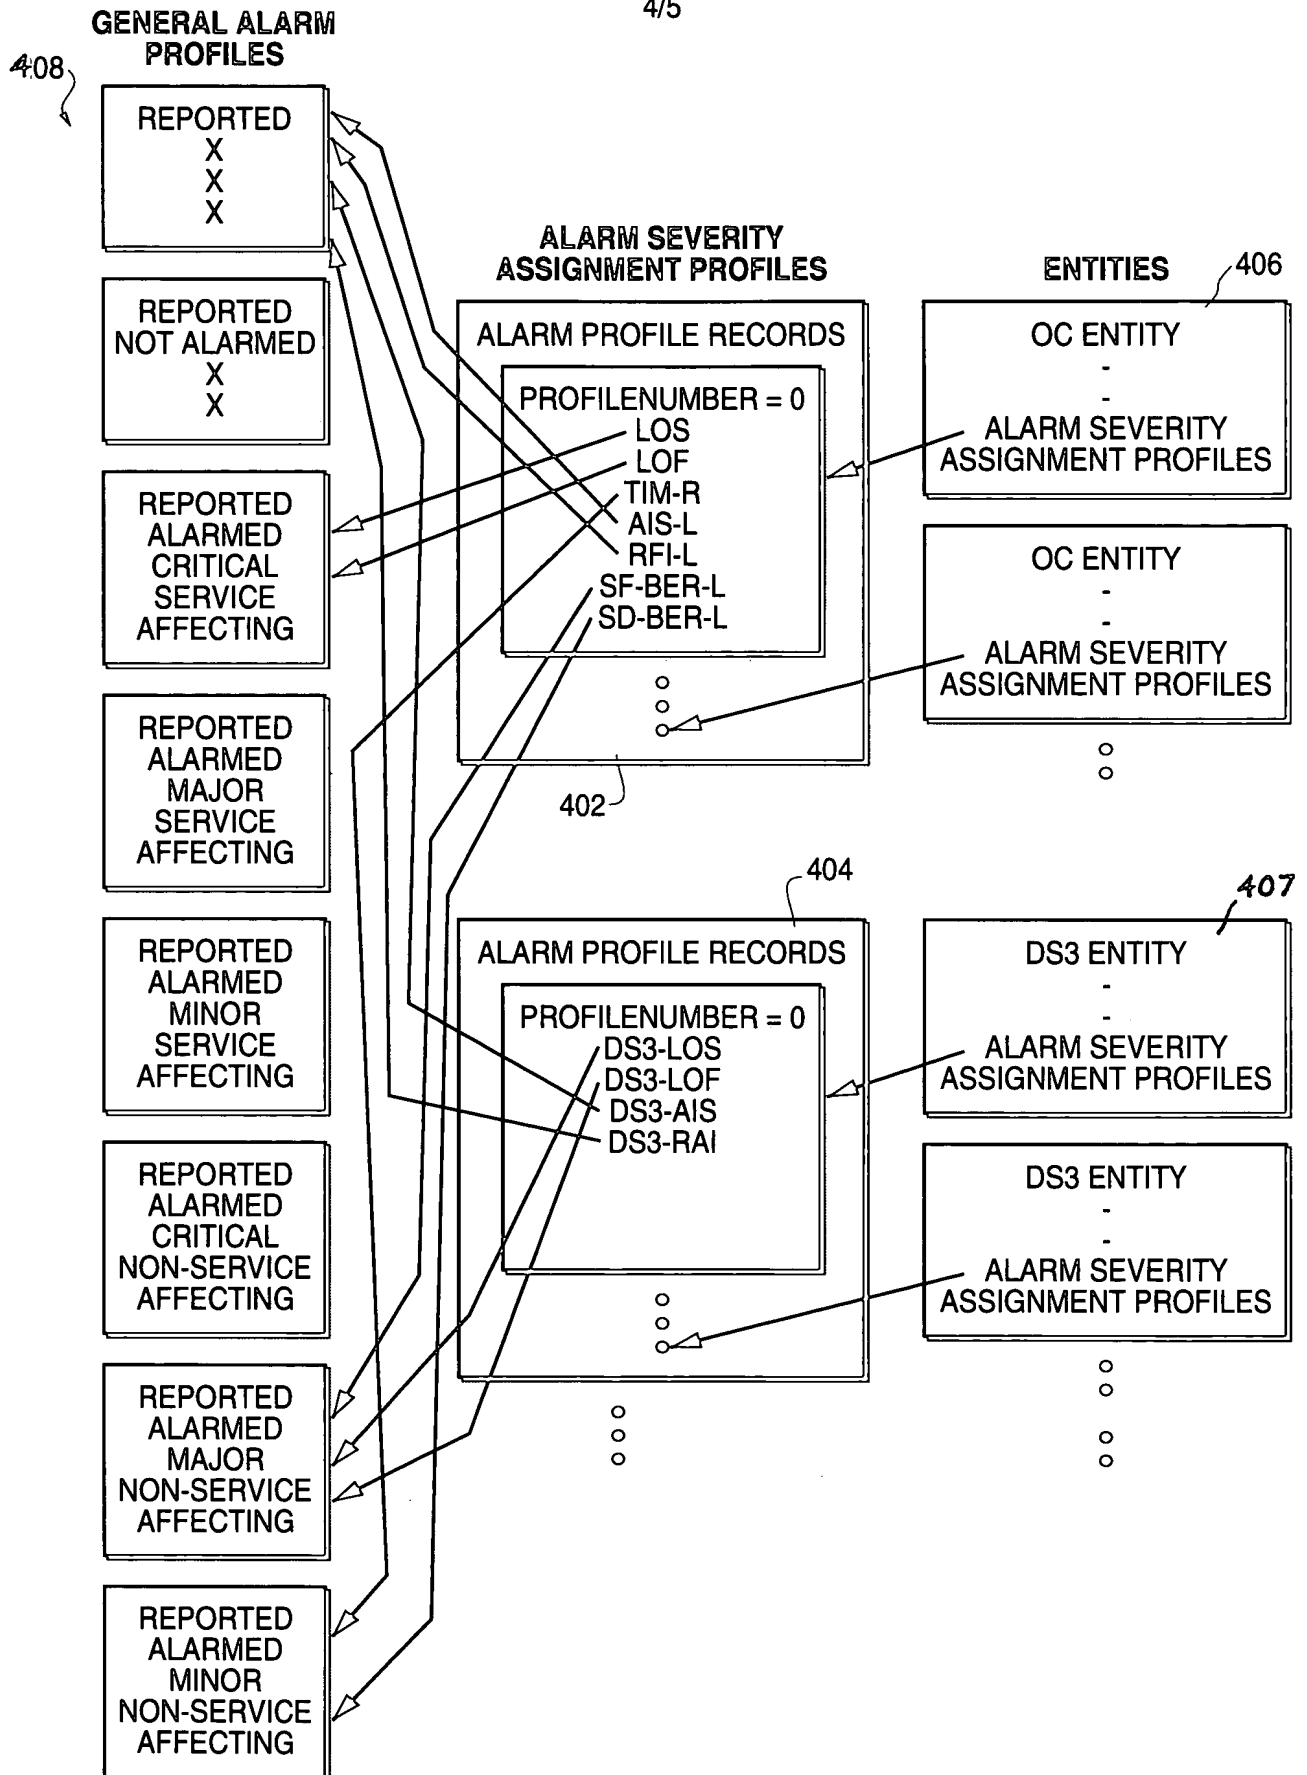 4/5
GENERAL ALARM
PROFILES
408
REPORTED
X
X
X
REPORTED
NOT ALARMED
X
X
REPORTED
ALARMED
CRITICAL
SERVICE
AFFECTING
REPORTED
ALARMED
MAJOR
SERVICE
AFFECTING
REPORTED
ALARMED
MINOR
SERVICE
AFFECTING
REPORTED
ALARMED
CRITICAL
NON-SERVICE
AFFECTING
REPORTED
ALARMED
MAJOR
NON-SERVICE
AFFECTING
REPORTED
ALARMED
MINOR
NON-SERVICE
AFFECTING
ALARM SEVERITY
ASSIGNMENT PROFILES
ALARM PROFILE RECORDS
PROFILENUMBER = 0
LOS
LOF
TIM-R
AIS-L
RFI-L
SF-BER-L
SD-BER-L
402
404
ALARM PROFILE RECORDS
PROFILENUMBER = 0
DS3-LOS
DS3-LOF
DS3-AIS
DS3-RAI
ENTITIES
406
OC ENTITY
-
-
ALARM SEVERITY
ASSIGNMENT PROFILES
OC ENTITY
-
-
ALARM SEVERITY
ASSIGNMENT PROFILES
407
DS3 ENTITY
-
-
ALARM SEVERITY
ASSIGNMENT PROFILES
DS3 ENTITY
-
-
ALARM SEVERITY
ASSIGNMENT PROFILES